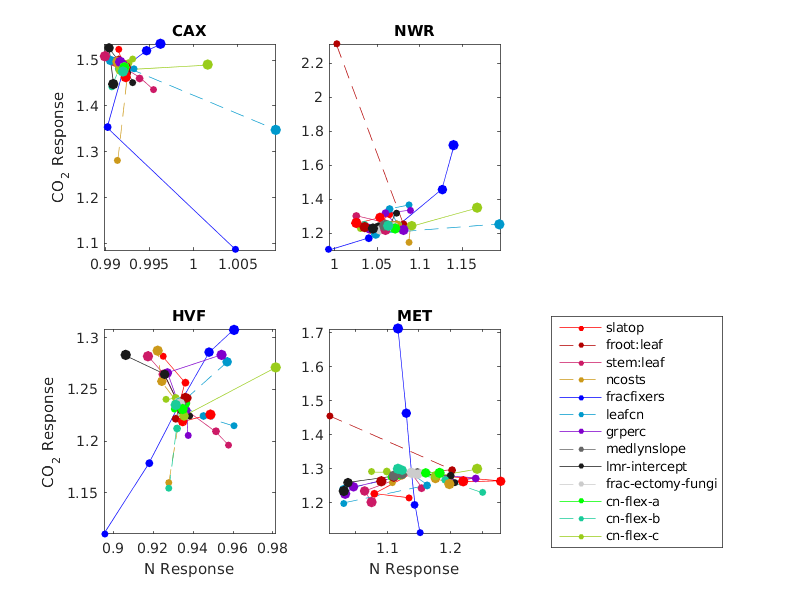 CAX
NWR
1.5
1.4
1.3
1.2
1.1
CO2 Response
0.99 0.995 1 1.005
2.2
2
1.8
1.6
1.4
1.2
1 1.05 1.1 1.15
HVF
MET
1.3
1.25
1.2
1.15
CO2 Response
0.9 0.92 0.94 0.96 0.98
N Response
1.7
1.6
1.5
1.4
1.3
1.2
1.1 1.2
N Response
slatop
froot:leaf
stem:leaf
ncosts
fracfixers
leafcn
grperc
medlynslope
lmr-intercept
frac-ectomy-fungi
cn-flex-a
cn-flex-b
cn-flex-c